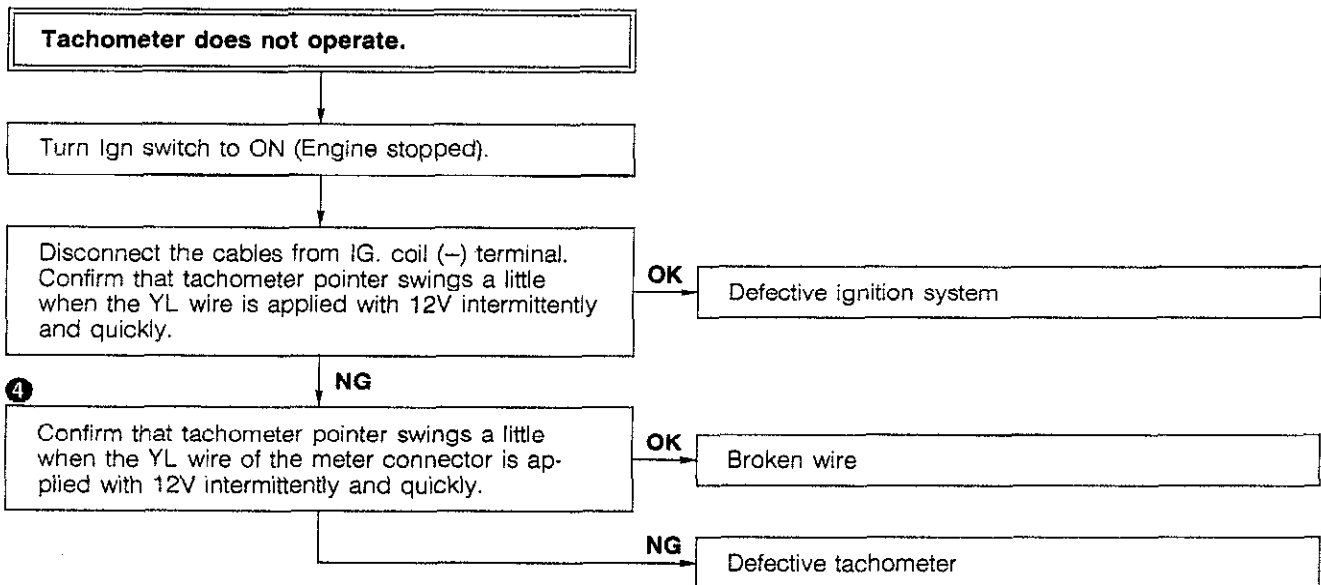 Tachometer does not operate.
Turn Ign switch to ON (Engine stopped).
Disconnect the cables from IG. coil (–) terminal.
Confirm that tachometer pointer swings a little
when the YL wire is applied with 12V intermittently
and quickly.
OK
Defective ignition system
NG
4
Confirm that tachometer pointer swings a little
when the YL wire of the meter connector is ap-
plied with 12V intermittently and quickly.
OK
Broken wire
NG
Defective tachometer